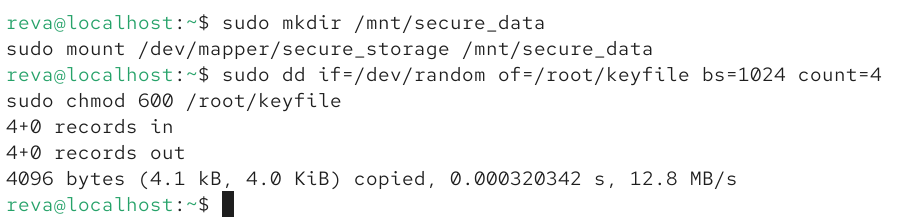 reva@localhost:~$ sudo mkdir /mnt/secure_data
sudo mount /dev/mapper/secure_storage /mnt/secure_data
reva@localhost:~$ sudo dd if=/dev/random of=/root/keyfile bs=1024 count=4
sudo chmod 600 /root/keyfile
4+0 records in
4+0 records out
4096 bytes (4.1 kB, 4.0 KiB) copied, 0.000320342 s, 12.8 MB/s
reva@localhost:~$